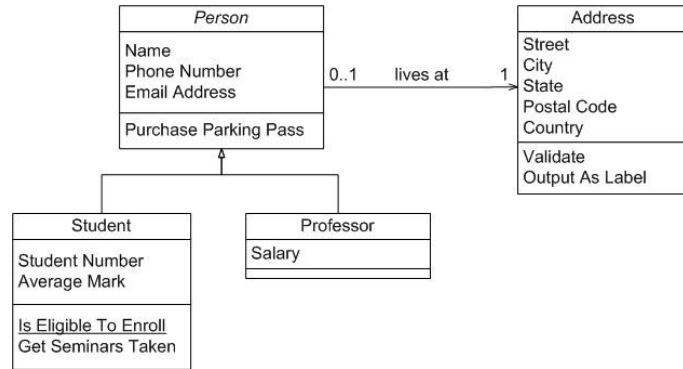 Person
Name
Phone Number
Email Address
Purchase Parking Pass
0..1 lives at 1
Address
Street
City
State
Postal Code
Country
Validate
Output As Label
Student
Student Number
Average Mark
Is Eligible To Enroll
Get Seminars Taken
Professor
Salary